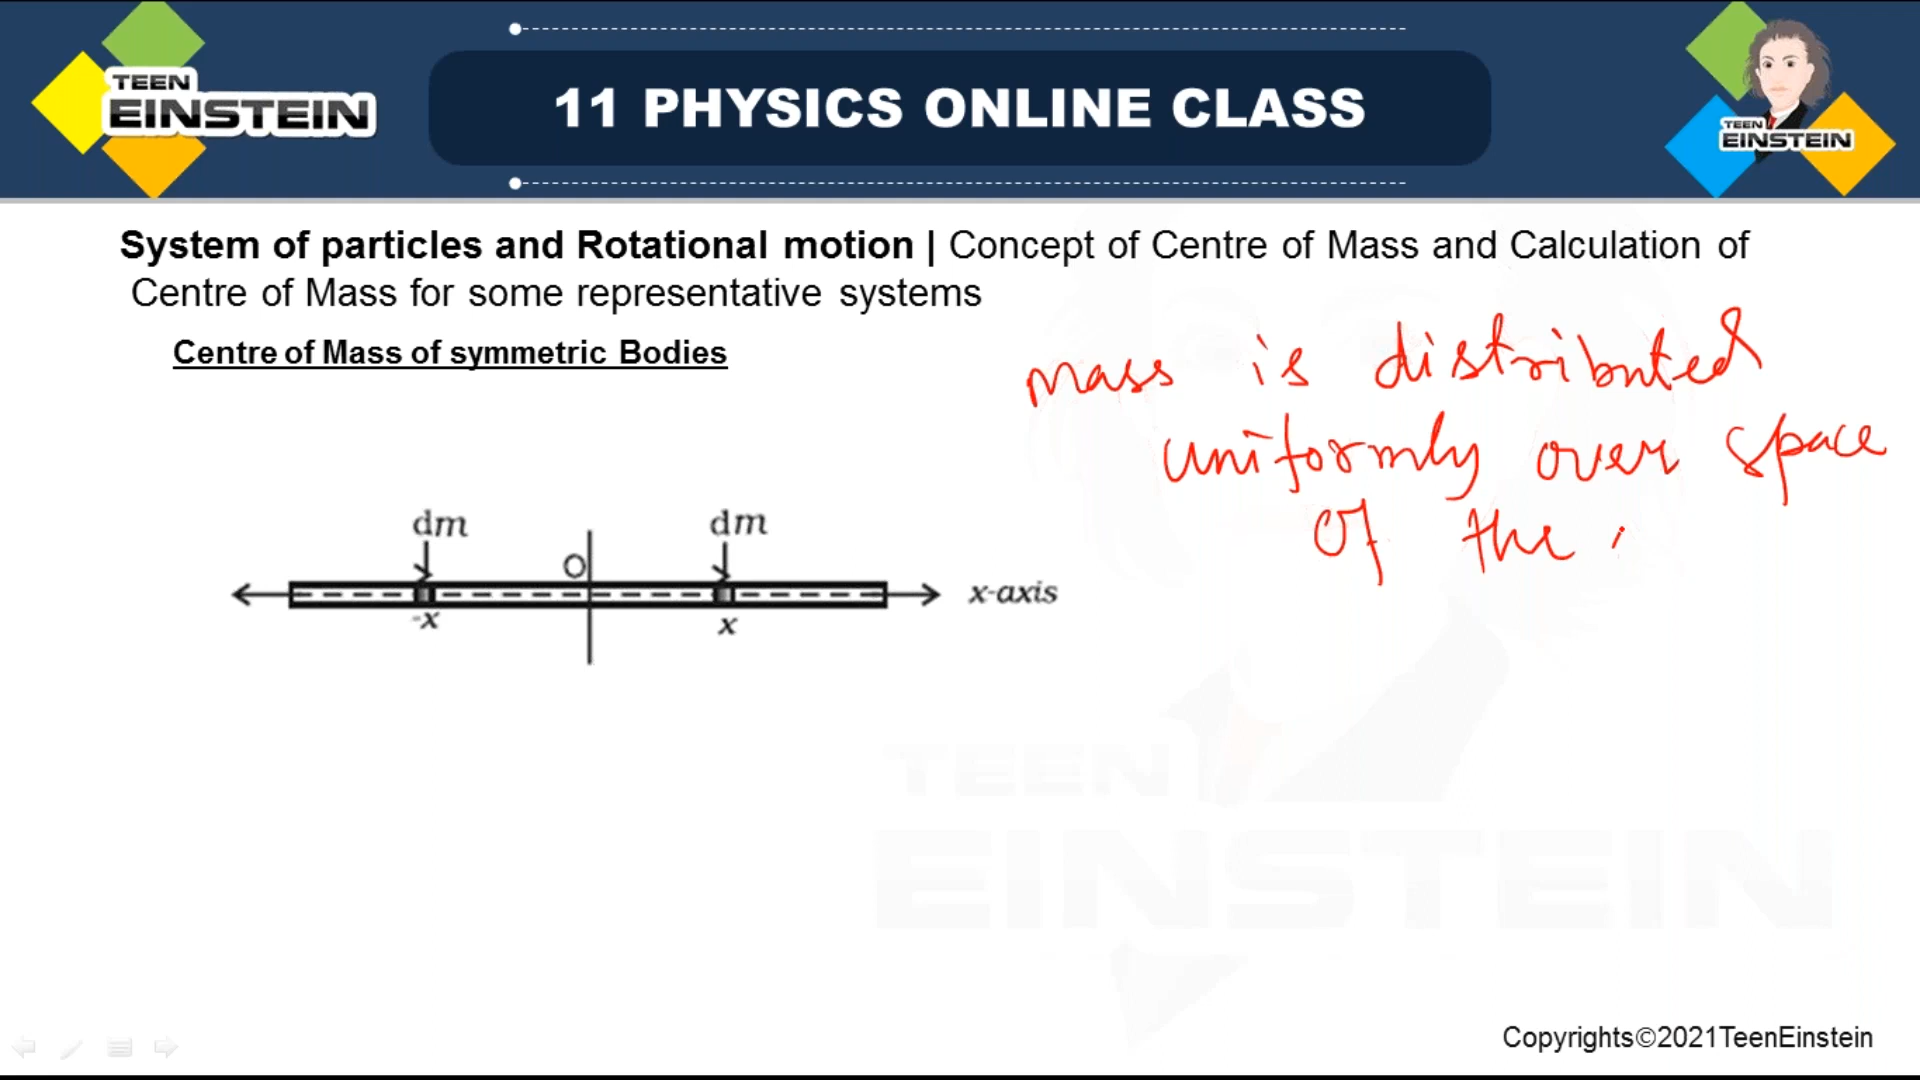 TEEN
EINSTEIN
11 PHYSICS ONLINE CLASS
TEEN
EINSTEIN
System of particles and Rotational motion | Concept of Centre of Mass and Calculation of
Centre of Mass for some representative systems
Centre of Mass of symmetric Bodies
mass is distributed
uniformly over space
of the
dm
dm
O
x-axis
-x
x
TEEN
EINSTEIN
Copyrights©2021TeenEinstein